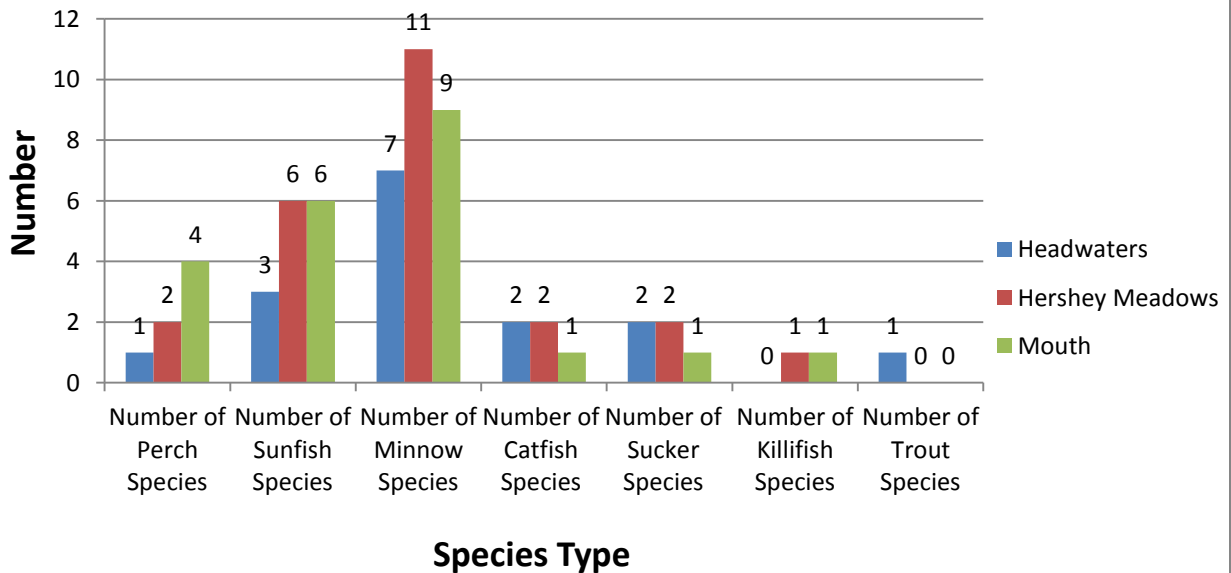 12
10
8
6
4
2
0
Number
1 2 4
3 6 6
7 11 9
2 2 1
2 2 1
0 1 1
1 0 0
Number of
Perch
Species
Number of
Sunfish
Species
Number of
Minnow
Species
Number of
Catfish
Species
Number of
Sucker
Species
Number of
Killifish
Species
Number of
Trout
Species
Species Type
Headwaters
Hershey Meadows
Mouth